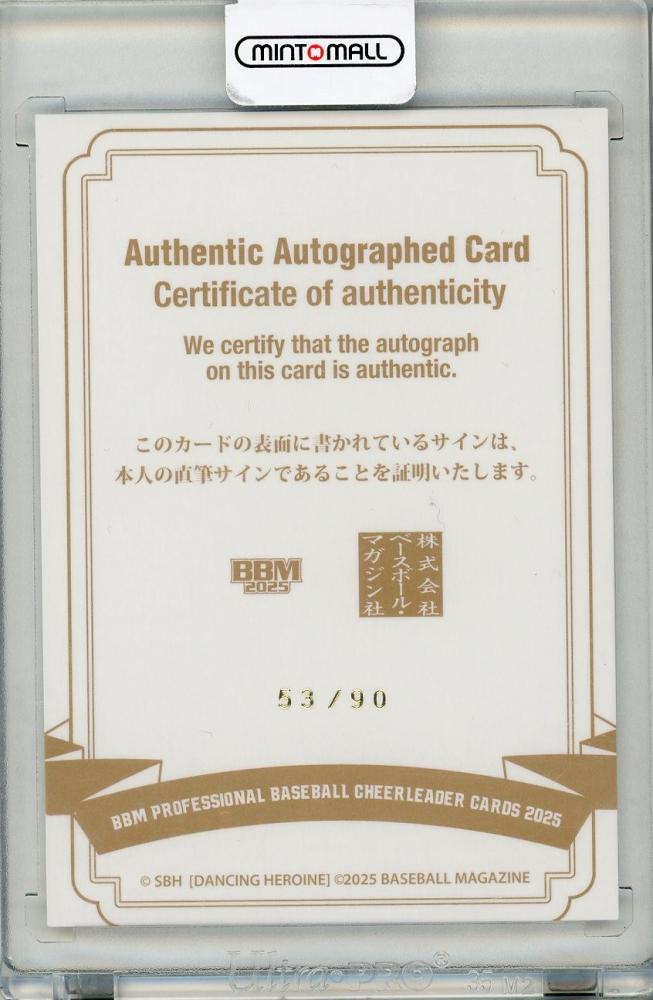 MINT MALL
Authentic Autographed Card
Certificate of authenticity
We certify that the autograph
on this card is authentic.
このカードの表面に書かれているサインは、
本人の直筆サインであることを証明いたします。
BBM
2025
株式会社
ベースボール・
マガジン社
53/90
BBM PROFESSIONAL BASEBALL CHEERLEADER CARDS 2025
© SBH [DANCING HEROINE] ©2025 BASEBALL MAGAZINE
Ultra·PRO® 35 M2